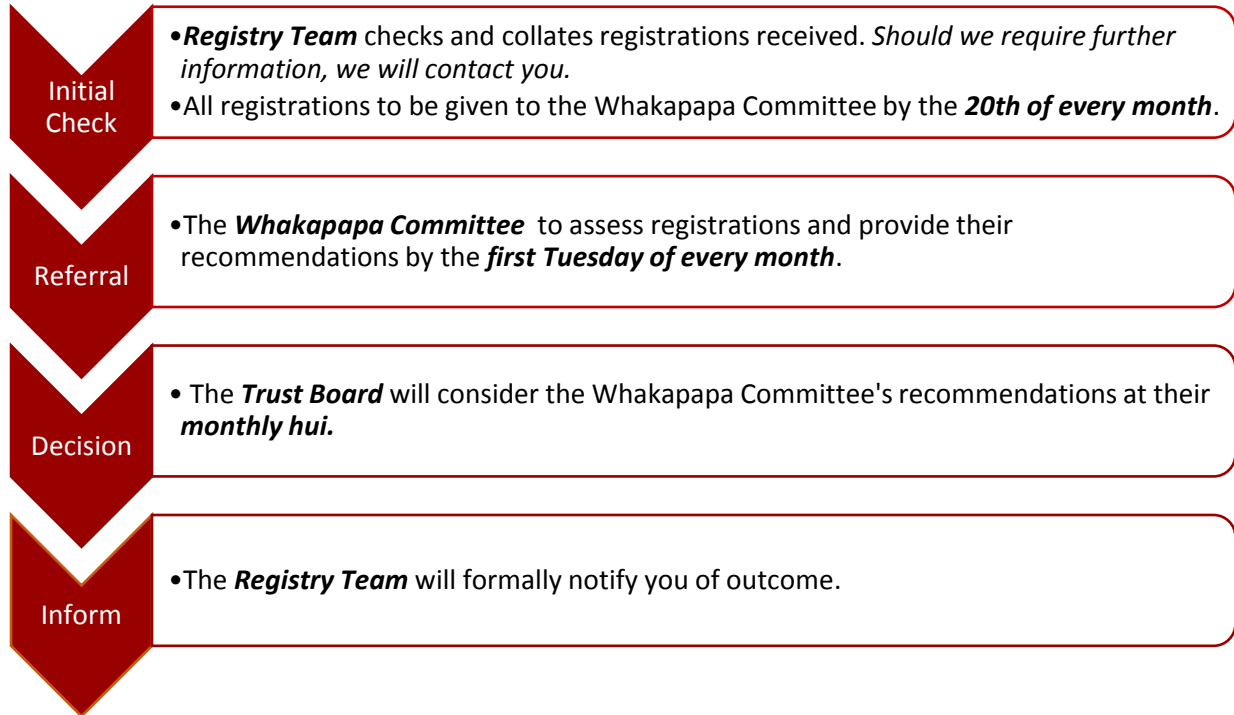 Initial
Check
•Registry Team checks and collates registrations received. Should we require further
information, we will contact you.
•All registrations to be given to the Whakapapa Committee by the 20th of every month.
Referral
•The Whakapapa Committee to assess registrations and provide their
recommendations by the first Tuesday of every month.
Decision
• The Trust Board will consider the Whakapapa Committee's recommendations at their
monthly hui.
Inform
•The Registry Team will formally notify you of outcome.